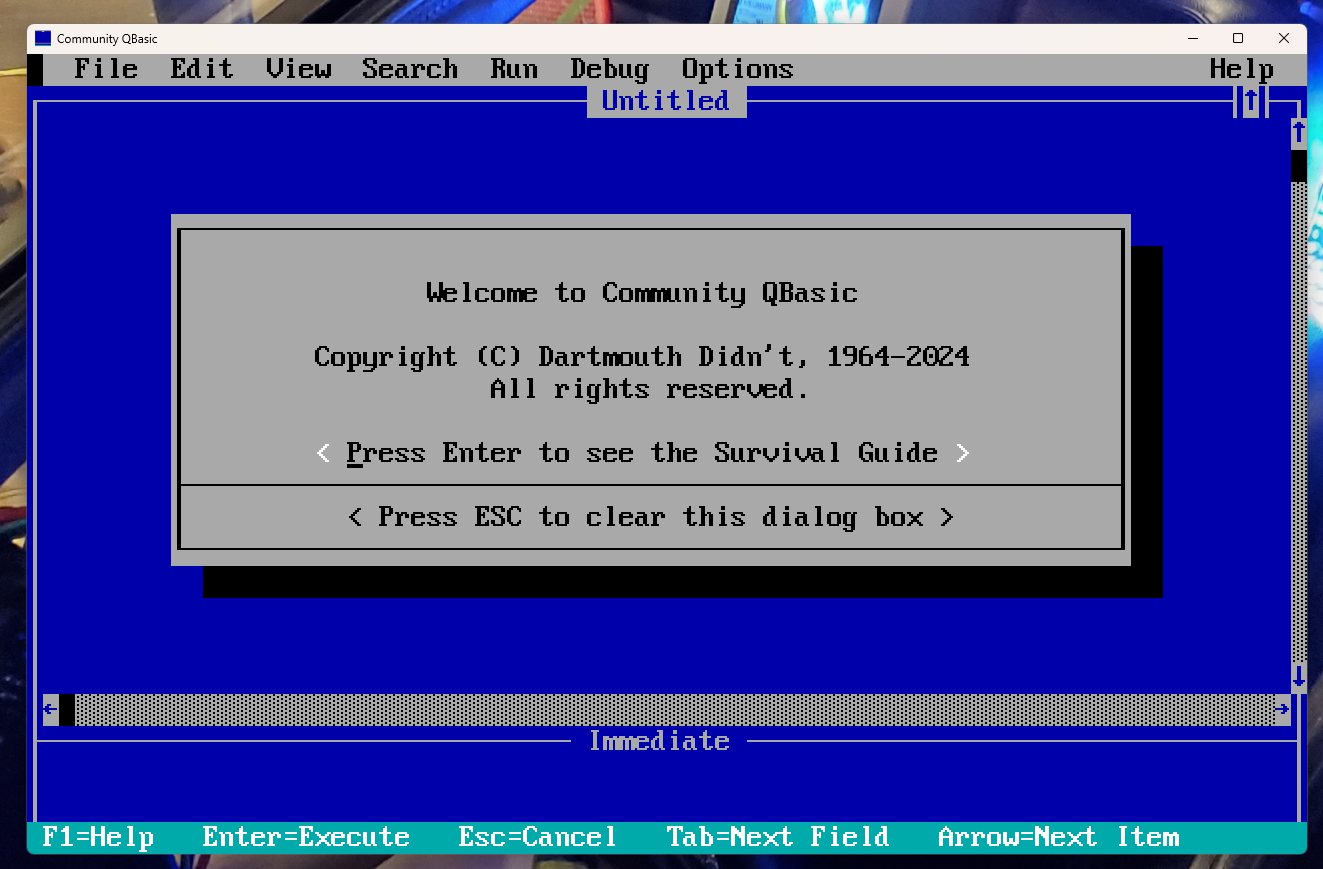 Community QBasic
File Edit View Search Run Debug Options Help
Untitled
Welcome to Community QBasic
Copyright (C) Dartmouth Didn't, 1964-2024
All rights reserved.
< Press Enter to see the Survival Guide >
< Press ESC to clear this dialog box >
Immediate
F1=Help Enter=Execute Esc=Cancel Tab=Next Field Arrow=Next Item